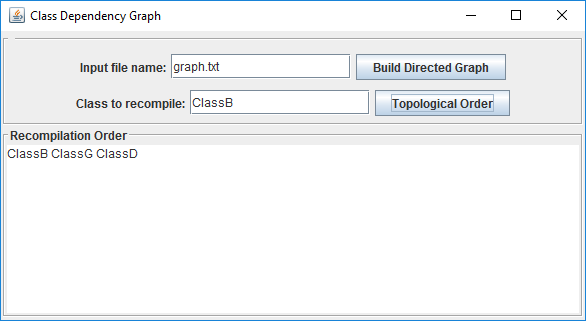 Class Dependency Graph
Input file name: graph.txt Build Directed Graph
Class to recompile: ClassB Topological Order
Recompilation Order
ClassB ClassG ClassD